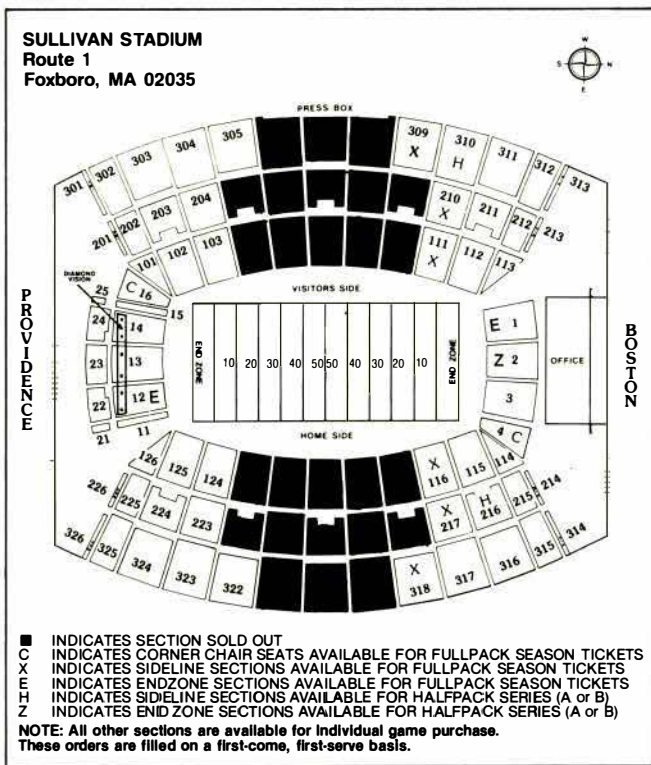 SULLIVAN STADIUM
Route 1
Foxboro, MA 02035
W
S N
E
PRESS BOX
301 302 303 304 305 309 310 311 312 313
X H
201 202 203 204 210 211 212 213
X
101 102 103 111 112 113
X
DIAMOND VISION
VISITORS SIDE
PROVIDENCE
BOSTON
C 16
25 15
24 14
23 13
22 12 E
21 11
END ZONE 10 20 30 40 50 50 40 30 20 10 END ZONE
E 1
Z 2
3
4 C
OFFICE
HOME SIDE
126 125 124 116 115 114
X
226 225 224 223 217 216 215 214
X H
326 325 324 323 322 318 317 316 315 314
X
INDICATES SECTION SOLD OUT
C INDICATES CORNER CHAIR SEATS AVAILABLE FOR FULLPACK SEASON TICKETS
X INDICATES SIDELINE SECTIONS AVAILABLE FOR FULLPACK SEASON TICKETS
E INDICATES ENDZONE SECTIONS AVAILABLE FOR FULLPACK SEASON TICKETS
H INDICATES SIDIELINE SECTIONS AVAILABLE FOR HALFPACK SERIES (A or B)
Z INDICATES ENID ZONE SECTIONS AVAILABLE FOR HALFPACK SERIES (A or B)
NOTE: All other sections are available for Individual game purchase.
These orders are filled on a first-come, first-serve basis.